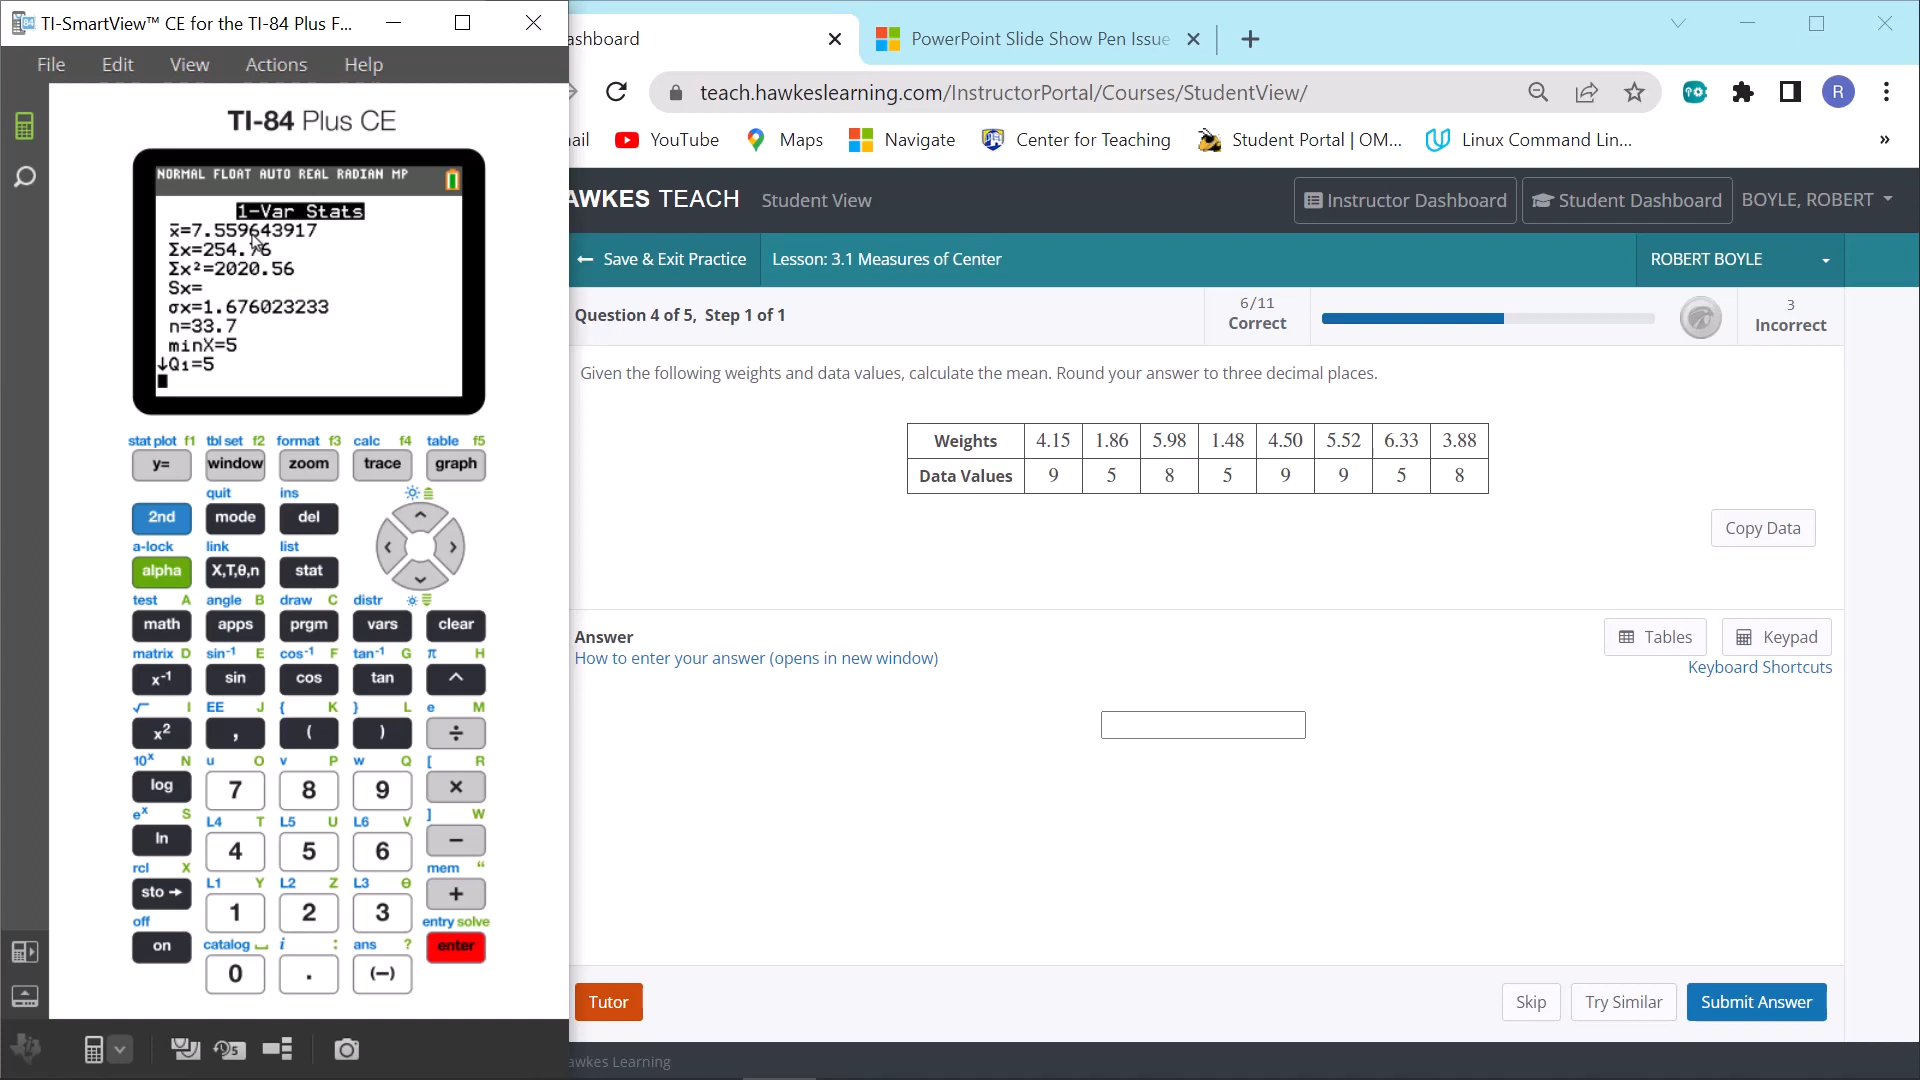 TI-SmartView™ CE for the TI-84 Plus F...
File Edit View Actions Help
TI-84 Plus CE
NORMAL FLOAT AUTO REAL RADIAN MP
1-Var Stats
x̄=7.559643917
Σx=254.76
Σx²=2020.56
Sx=
σx=1.676023233
n=33.7
minX=5
↓Q₁=5
stat plot f1 tbl set f2 format f3 calc f4 table f5
y= window zoom trace graph
quit ins
2nd mode del
a-lock link list
alpha X,T,θ,n stat
test A angle B draw C distr
math apps prgm vars clear
matrix D sin⁻¹ E cos⁻¹ F tan⁻¹ G π H
x⁻¹ sin cos tan ^
√ I EE J { K } L e M
x² , ( ) ÷
10ˣ N u O v P w Q [ R
log 7 8 9 ×
eˣ S L4 T L5 U L6 V ] W
ln 4 5 6 −
rcl X L1 Y L2 Z L3 θ mem “
sto → 1 2 3 +
off catalog i : ans ? entry solve
on 0 . (−) enter
ashboard
PowerPoint Slide Show Pen Issue
teach.hawkeslearning.com/InstructorPortal/Courses/StudentView/
R
ail YouTube Maps Navigate Center for Teaching Student Portal | OM... Linux Command Lin... »
AWKES TEACH Student View Instructor Dashboard Student Dashboard BOYLE, ROBERT
← Save & Exit Practice Lesson: 3.1 Measures of Center ROBERT BOYLE
Question 4 of 5, Step 1 of 1
6/11
Correct
3
Incorrect
Given the following weights and data values, calculate the mean. Round your answer to three decimal places.
Weights 4.15 1.86 5.98 1.48 4.50 5.52 6.33 3.88
Data Values 9 5 8 5 9 9 5 8
Copy Data
Answer
How to enter your answer (opens in new window)
Tables Keypad
Keyboard Shortcuts
Tutor Skip Try Similar Submit Answer
awkes Learning